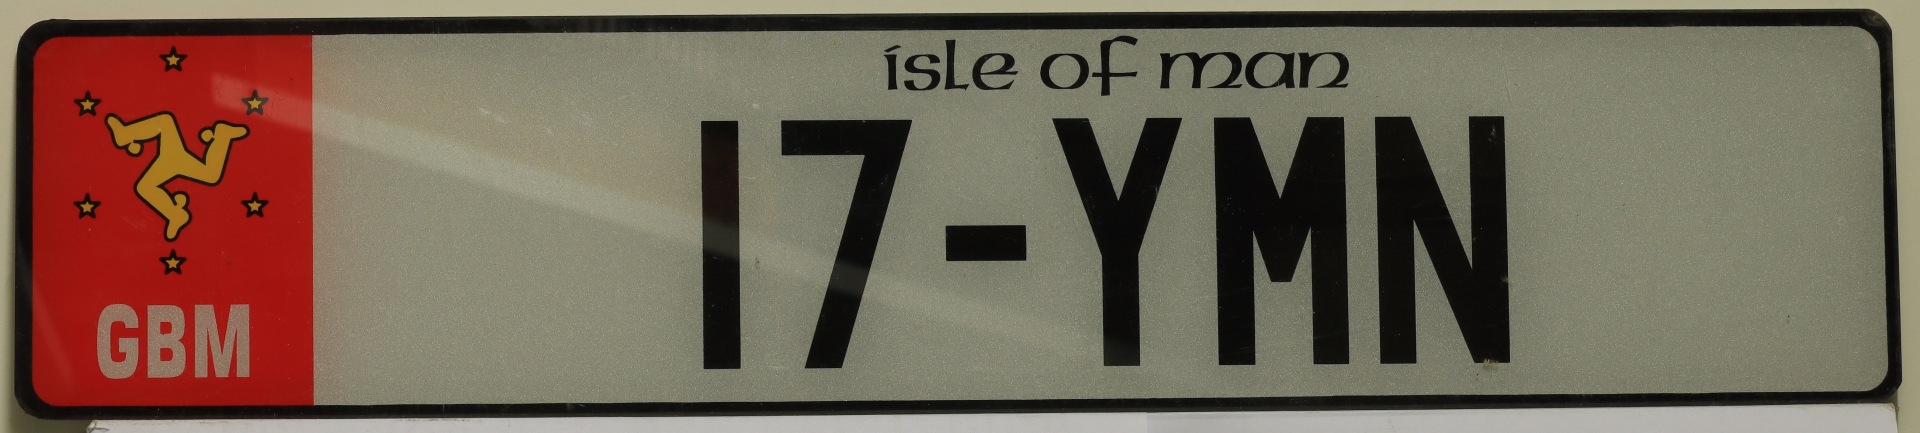 isle of man
17-YMN
GBM